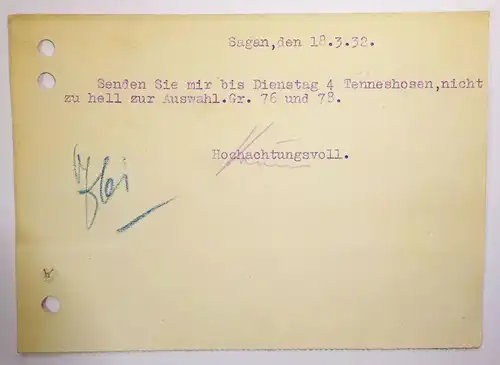 Sagan,den 18.3.32.
Senden Sie mir bis Dienstag 4 Tenneshosen,nicht
zu hell zur Auswahl.Gr. 76 und 78.
Hochachtungsvoll.